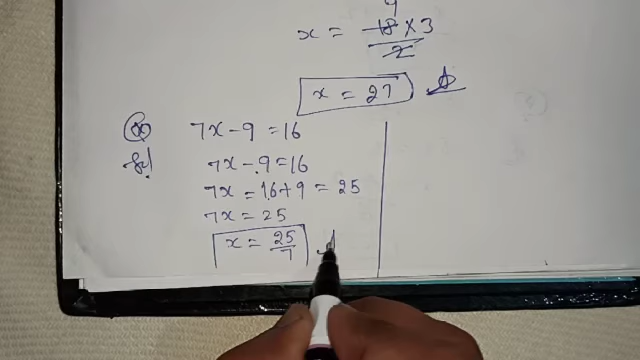 9
x = 18 × 3
2
x = 27
7x - 9 = 16
7x - 9 = 16
7x = 16 + 9 = 25
7x = 25
x = 25/7